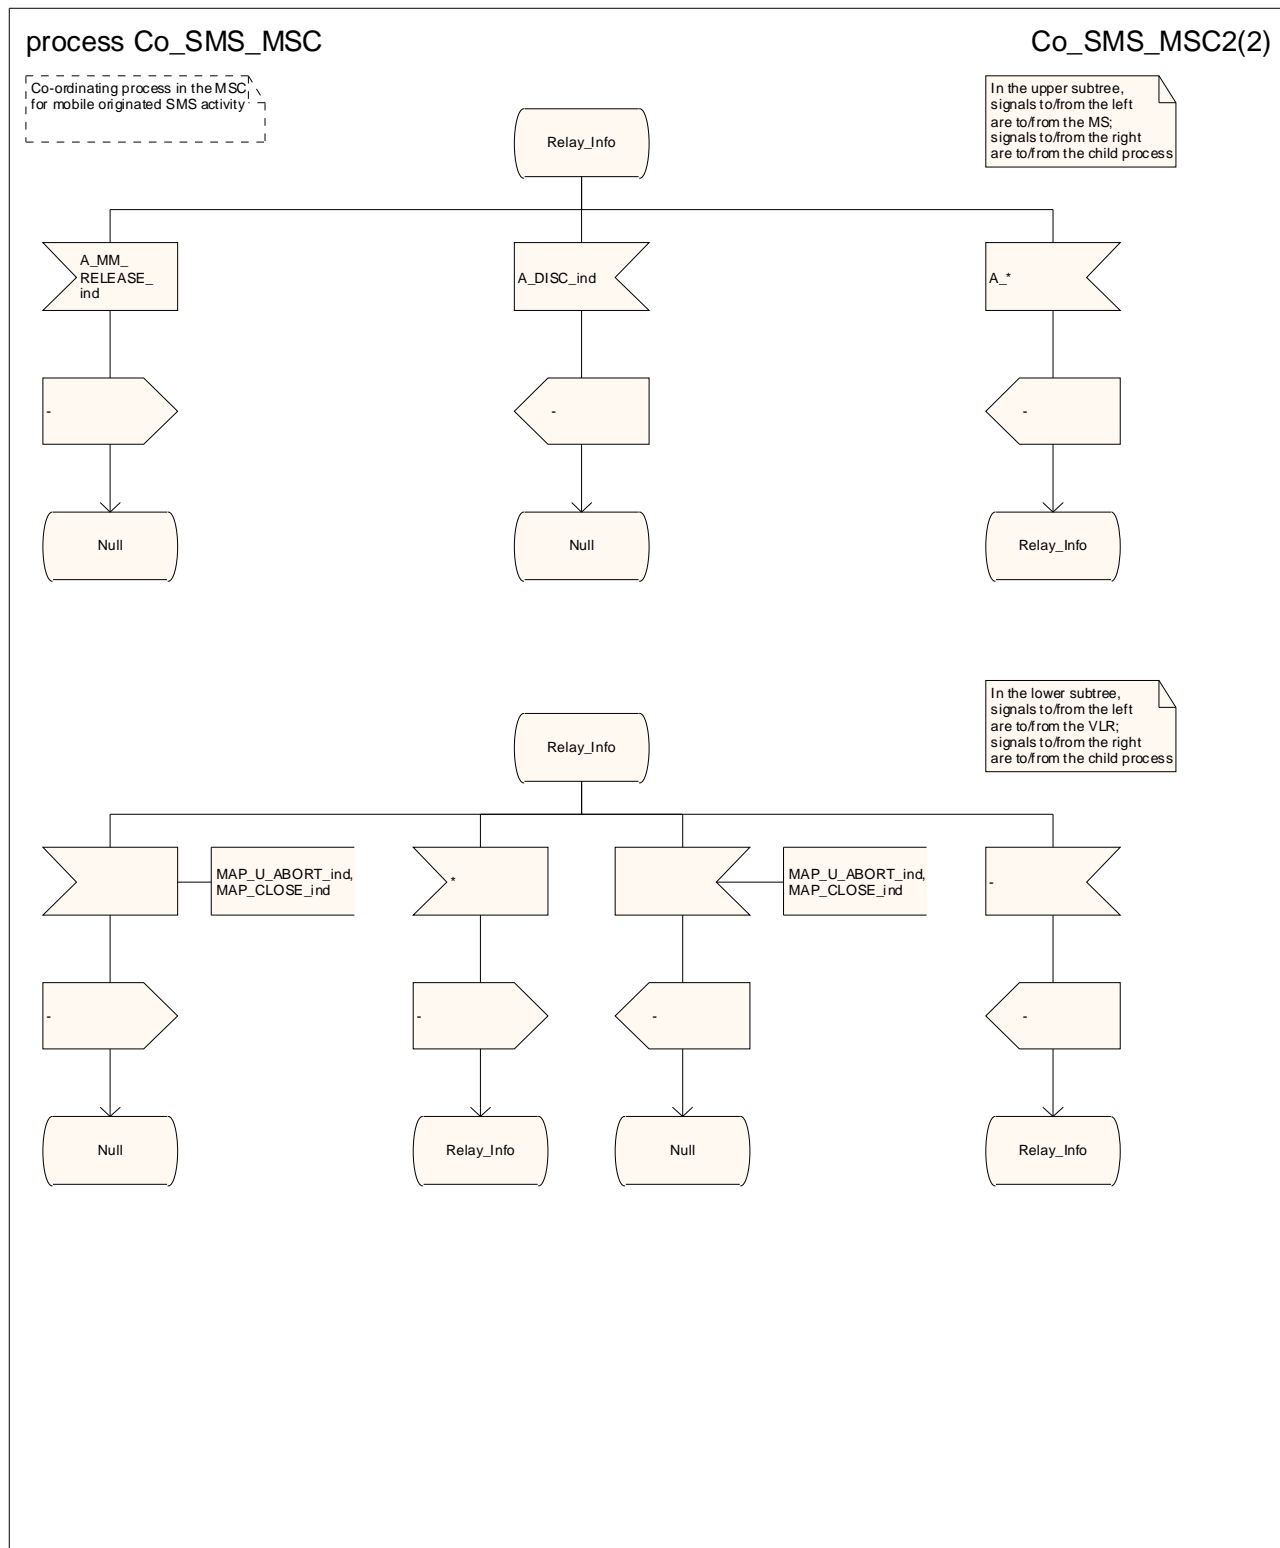 process Co_SMS_MSC
Co_SMS_MSC2(2)
Co-ordinating process in the MSC
for mobile originated SMS activity
In the upper subtree,
signals to/from the left
are to/from the MS;
signals to/from the right
are to/from the child process
Relay_Info
A_MM_
RELEASE_
ind
A_DISC_ind
A_*
-
-
-
Null
Null
Relay_Info
In the lower subtree,
signals to/from the left
are to/from the VLR;
signals to/from the right
are to/from the child process
Relay_Info
MAP_U_ABORT_ind,
MAP_CLOSE_ind
*
MAP_U_ABORT_ind,
MAP_CLOSE_ind
-
-
-
-
-
Null
Relay_Info
Null
Relay_Info